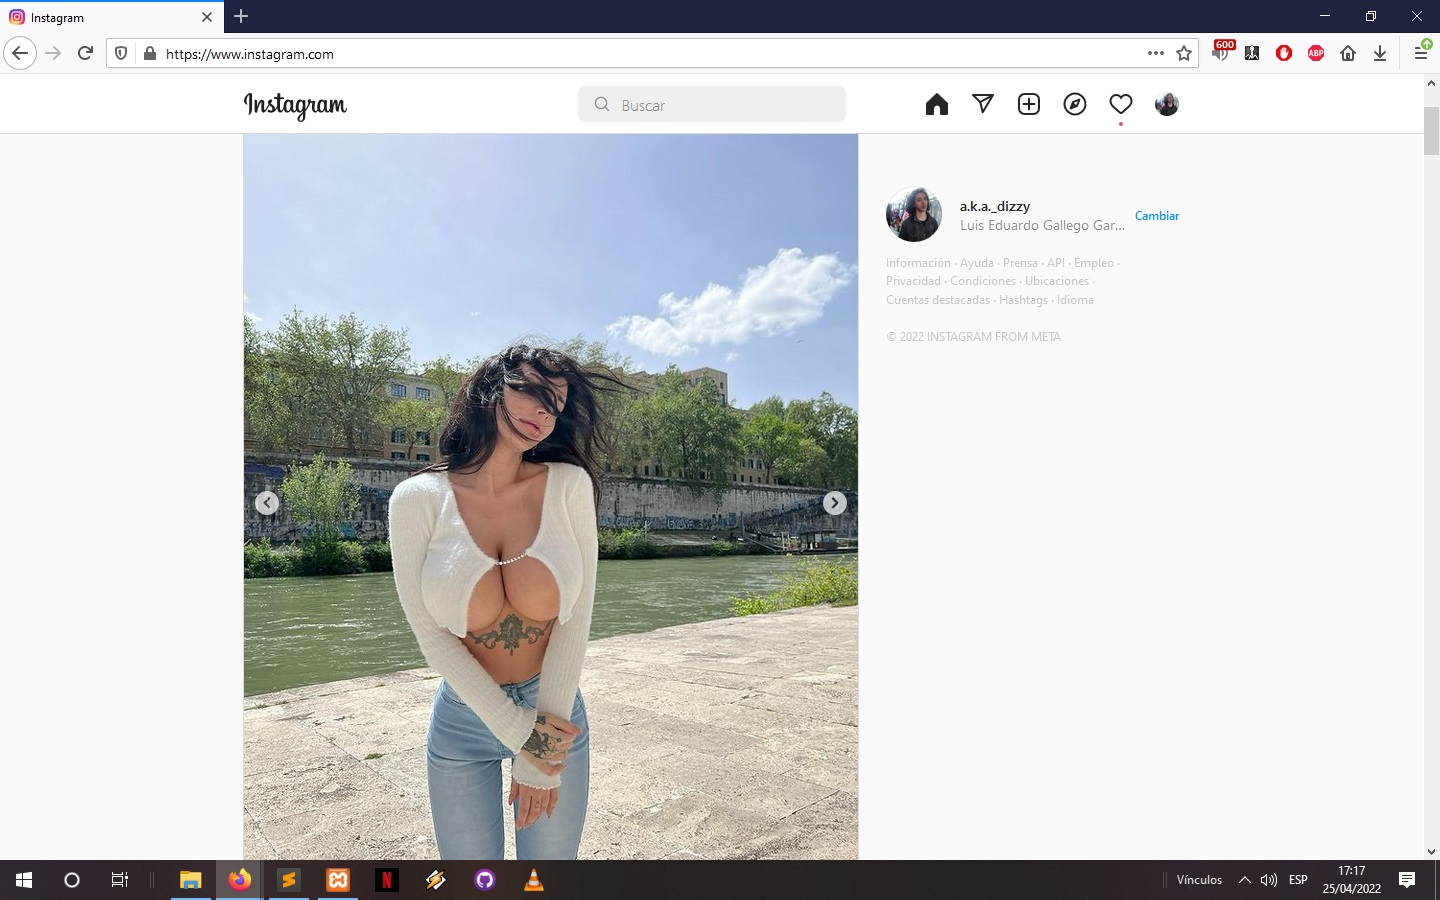 Instagram
https://www.instagram.com
600
ABP
Instagram
Buscar
a.k.a._dizzy
Luis Eduardo Gallego Gar...
Cambiar
Información · Ayuda · Prensa · API · Empleo ·
Privacidad · Condiciones · Ubicaciones ·
Cuentas destacadas · Hashtags · Idioma
© 2022 INSTAGRAM FROM META
N
Vínculos
ESP
17:17
25/04/2022